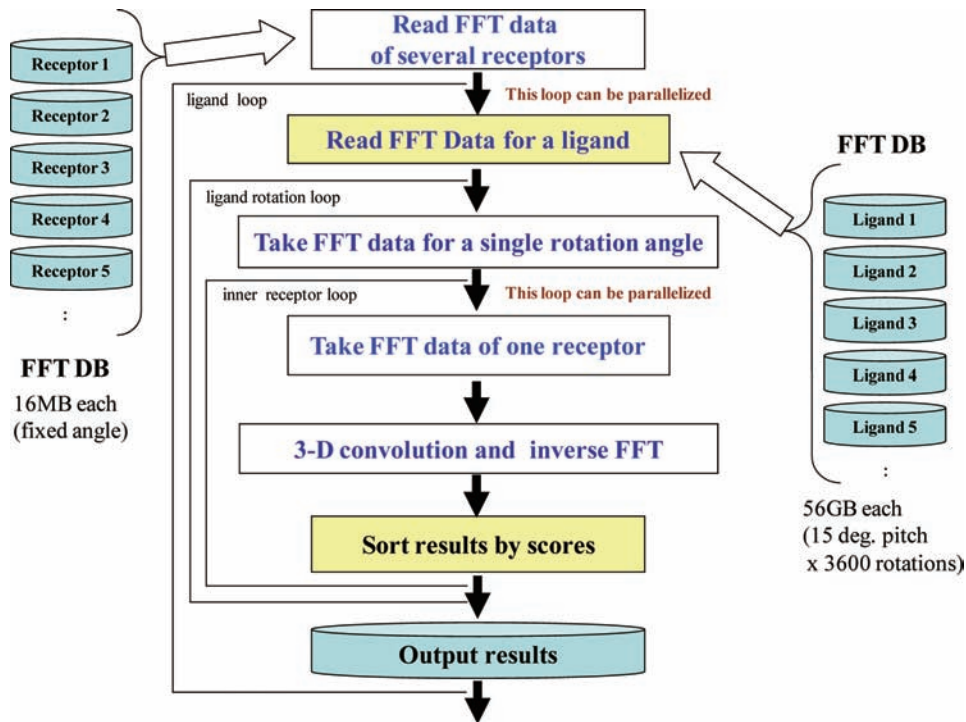 Read FFT data
of several receptors
Receptor 1
Receptor 2
Receptor 3
Receptor 4
Receptor 5
:
FFT DB
16MB each
(fixed angle)
ligand loop
This loop can be parallelized
Read FFT Data for a ligand
ligand rotation loop
Take FFT data for a single rotation angle
inner receptor loop
This loop can be parallelized
Take FFT data of one receptor
3-D convolution and inverse FFT
Sort results by scores
Output results
FFT DB
Ligand 1
Ligand 2
Ligand 3
Ligand 4
Ligand 5
:
56GB each
(15 deg. pitch
x 3600 rotations)